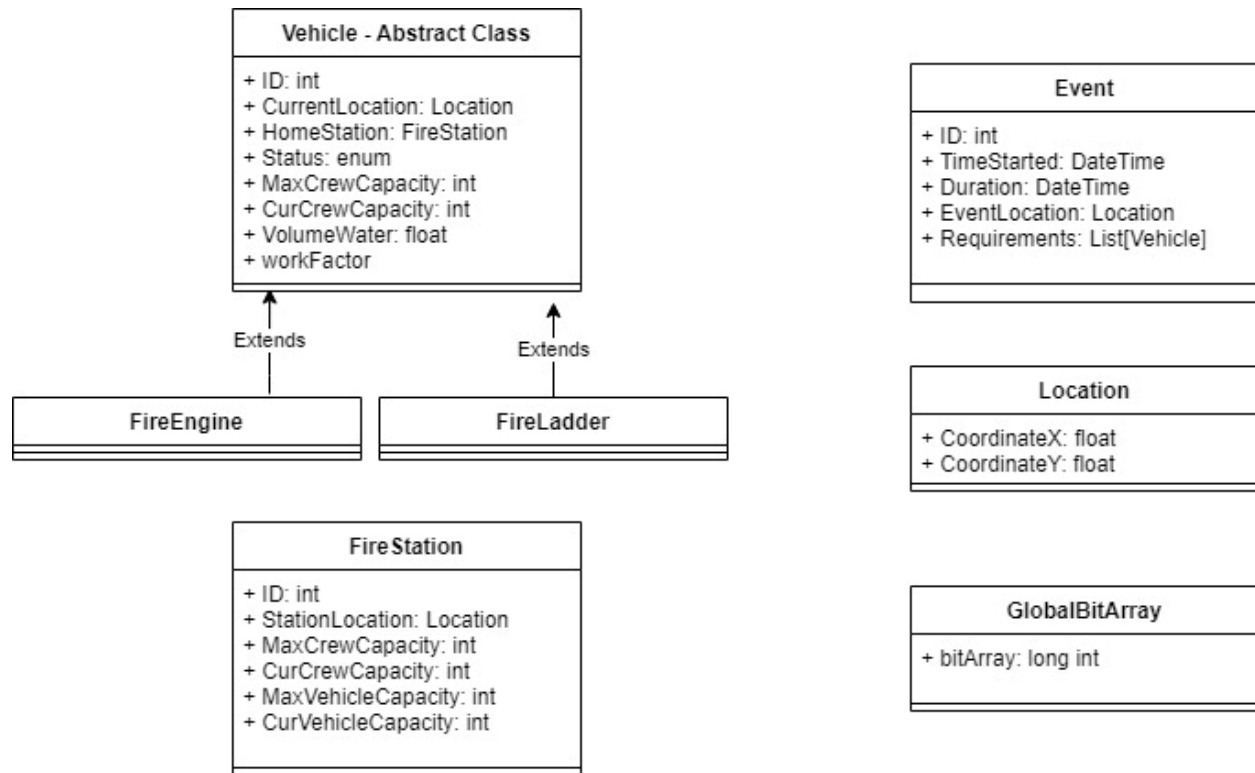 Vehicle - Abstract Class
+ ID: int
+ CurrentLocation: Location
+ HomeStation: FireStation
+ Status: enum
+ MaxCrewCapacity: int
+ CurCrewCapacity: int
+ VolumeWater: float
+ workFactor
Extends
Extends
FireEngine
FireLadder
FireStation
+ ID: int
+ StationLocation: Location
+ MaxCrewCapacity: int
+ CurCrewCapacity: int
+ MaxVehicleCapacity: int
+ CurVehicleCapacity: int
Event
+ ID: int
+ TimeStarted: DateTime
+ Duration: DateTime
+ EventLocation: Location
+ Requirements: List[Vehicle]
Location
+ CoordinateX: float
+ CoordinateY: float
GlobalBitArray
+ bitArray: long int